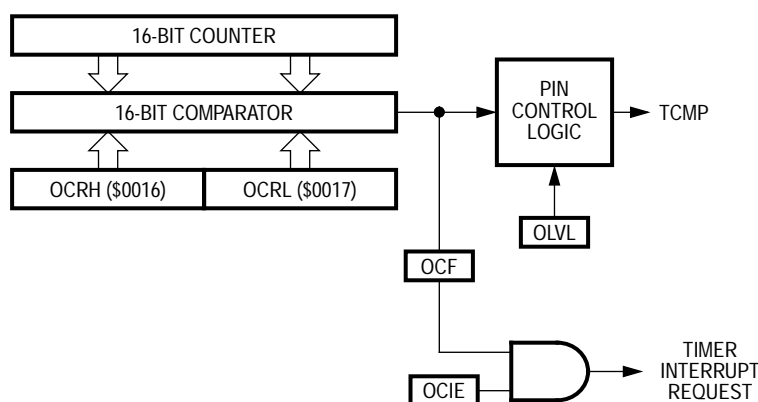 16-BIT COUNTER
16-BIT COMPARATOR
OCRH ($0016)
OCRL ($0017)
PIN
CONTROL
LOGIC
TCMP
OLVL
OCF
OCIE
TIMER
INTERRUPT
REQUEST